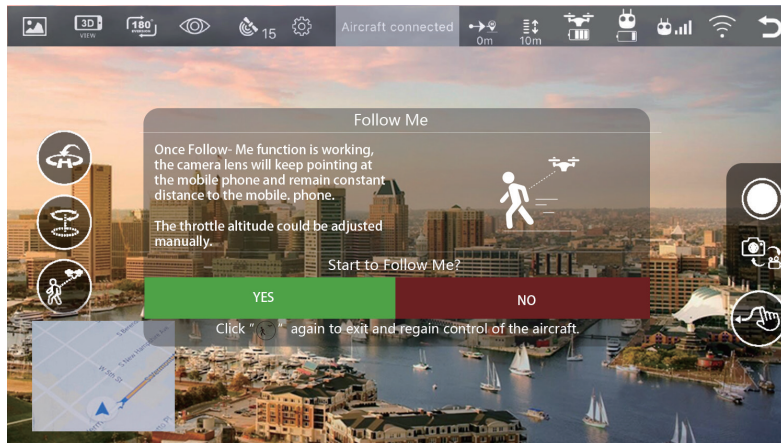 3D
VIEW
180°
15
Aircraft connected
0m
10m
Follow Me
Once Follow- Me function is working,
the camera lens will keep pointing at
the mobile phone and remain constant
distance to the mobile. phone.
The throttle altitude could be adjusted
manually.
Start to Follow Me?
YES
NO
Click " " again to exit and regain control of the aircraft.
H
W 5th St